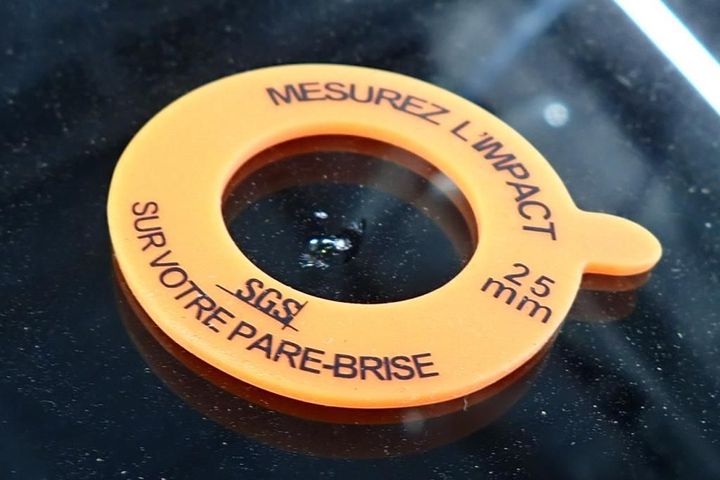 MESUREZ L'IMPACT
25
mm
SGS
SUR VOTRE PARE-BRISE